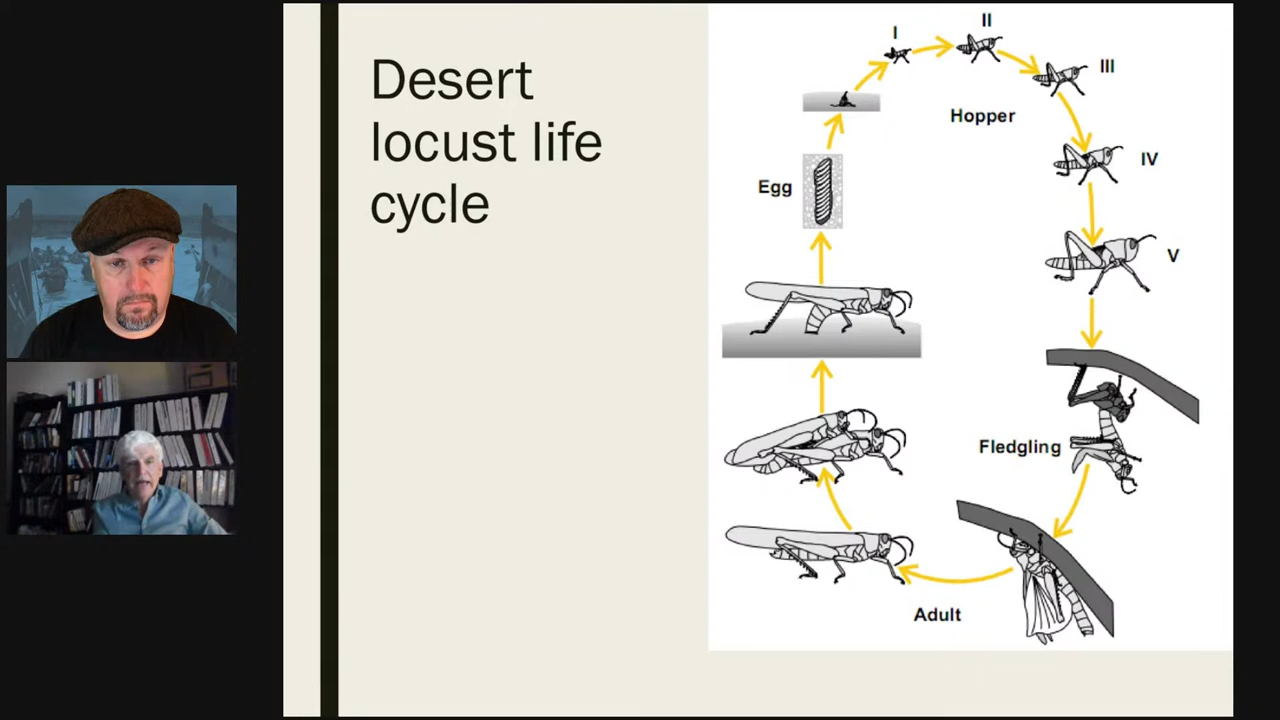 Desert
locust life
cycle
I
II
III
Hopper
IV
Egg
V
Fledgling
Adult